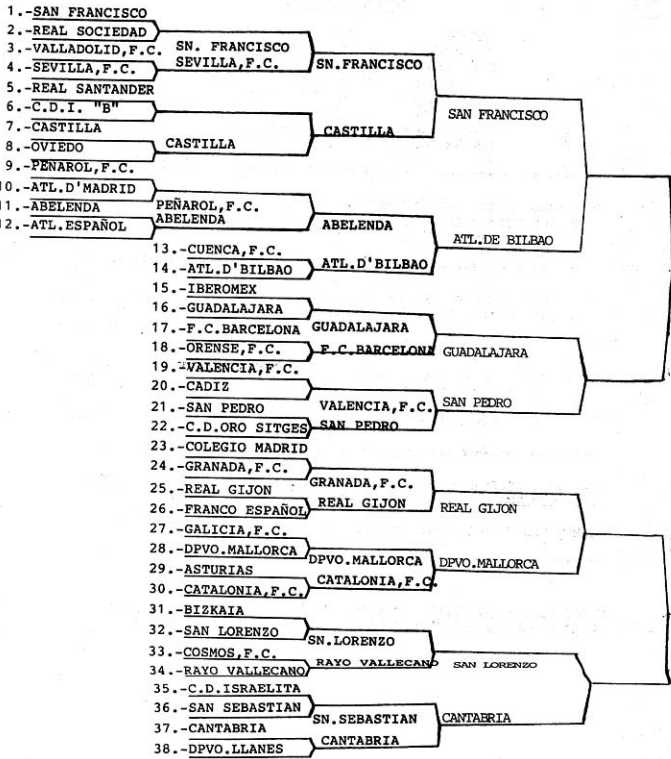 1.-SAN FRANCISCO
2.-REAL SOCIEDAD
3.-VALLADOLID,F.C.
4.-SEVILLA,F.C.
5.-REAL SANTANDER
6.-C.D.I. "B"
7.-CASTILLA
8.-OVIEDO
9.-PEÑAROL,F.C.
10.-ATL.D'MADRID
11.-ABELENDA
12.-ATL.ESPAÑOL
13.-CUENCA,F.C.
14.-ATL.D'BILBAO
15.-IBEROMEX
16.-GUADALAJARA
17.-F.C.BARCELONA
18.-ORENSE,F.C.
19.-VALENCIA,F.C.
20.-CADIZ
21.-SAN PEDRO
22.-C.D.ORO SITGES
23.-COLEGIO MADRID
24.-GRANADA,F.C.
25.-REAL GIJON
26.-FRANCO ESPAÑOL
27.-GALICIA,F.C.
28.-DPVO.MALLORCA
29.-ASTURIAS
30.-CATALONIA,F.C.
31.-BIZKAIA
32.-SAN LORENZO
33.-COSMOS,F.C.
34.-RAYO VALLECANO
35.-C.D.ISRAELITA
36.-SAN SEBASTIAN
37.-CANTABRIA
38.-DPVO.LLANES
SN. FRANCISCO
SEVILLA,F.C.
CASTILLA
PEÑAROL,F.C.
ABELENDA
SN.FRANCISCO
CASTILLA
ABELENDA
ATL.D'BILBAO
GUADALAJARA
F.C.BARCELONA
VALENCIA,F.C.
SAN PEDRO
GRANADA,F.C.
REAL GIJON
DPVO.MALLORCA
CATALONIA,F.C.
SN.LORENZO
RAYO VALLECANO
SN.SEBASTIAN
CANTABRIA
SAN FRANCISCO
ATL.DE BILBAO
GUADALAJARA
SAN PEDRO
REAL GIJON
DPVO.MALLORCA
SAN LORENZO
CANTABRIA